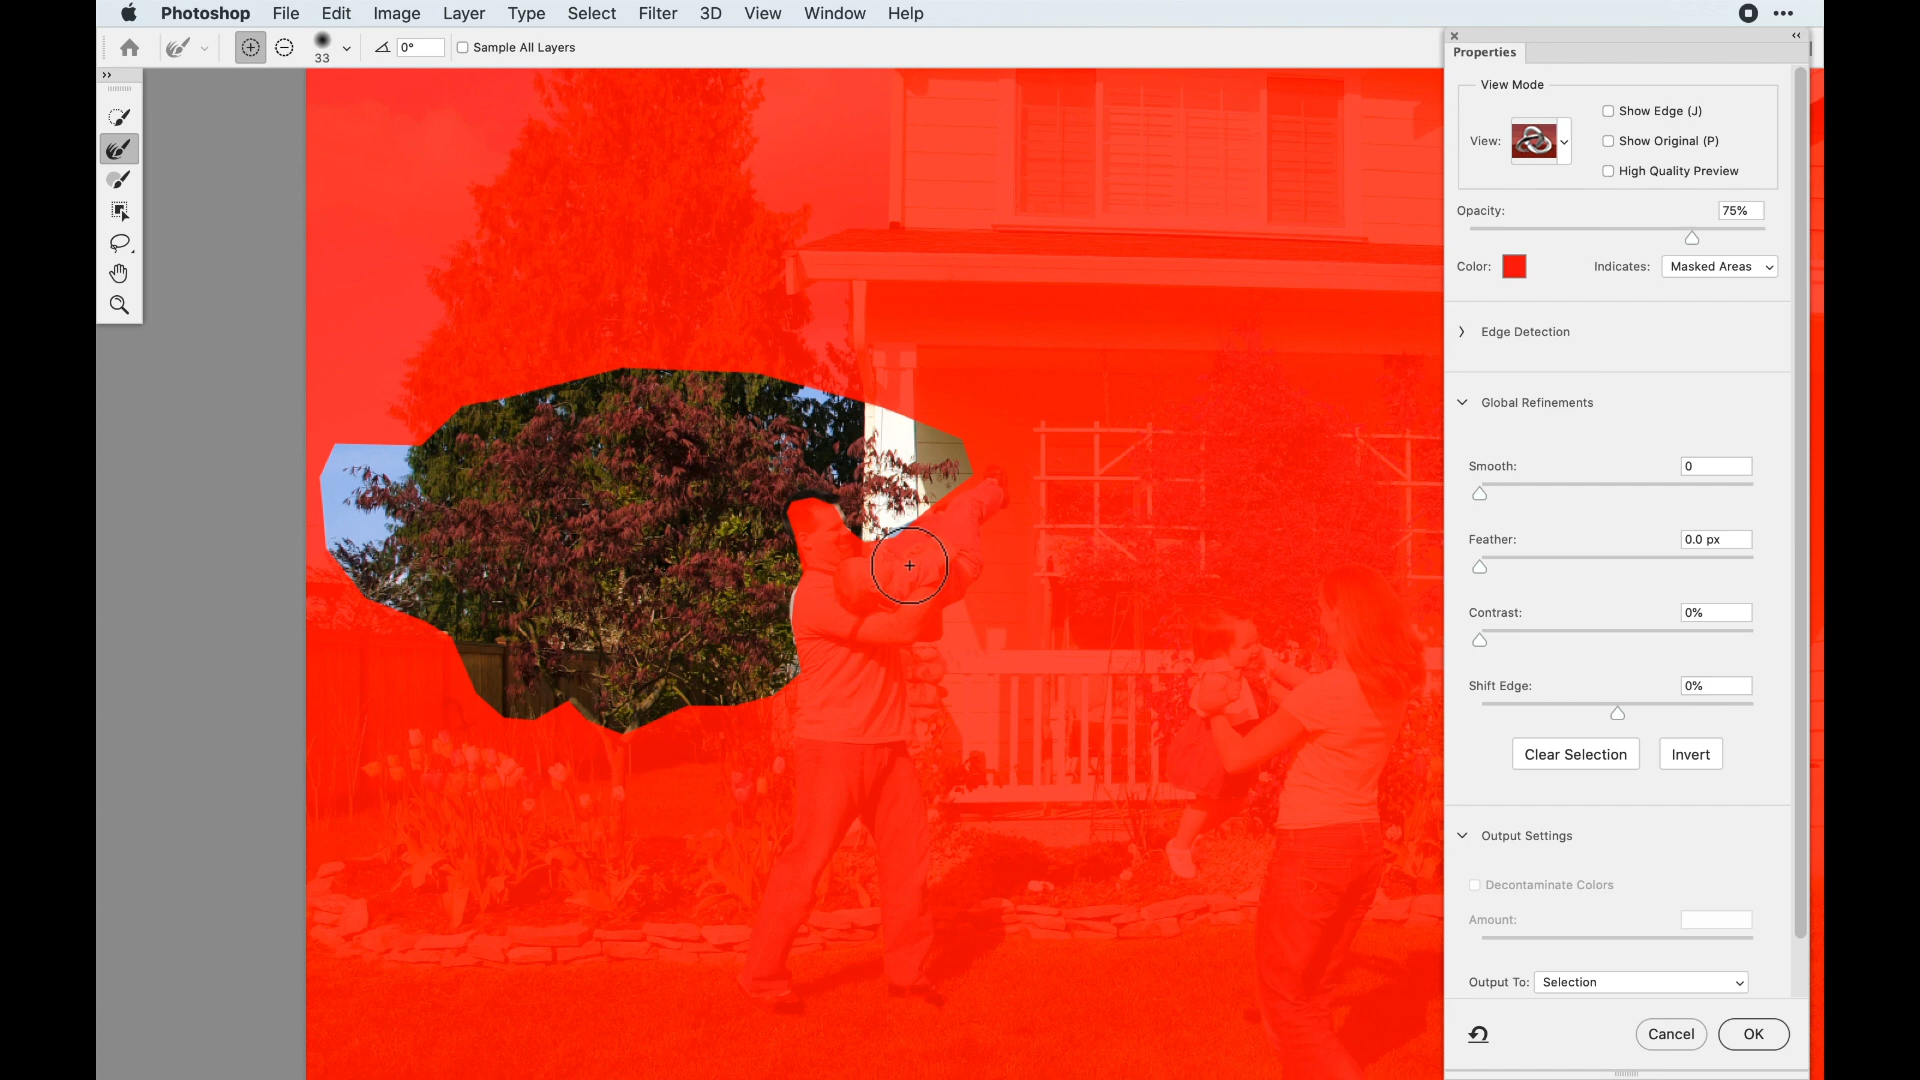 Photoshop File Edit Image Layer Type Select Filter 3D View Window Help
33 0° Sample All Layers
Properties
View Mode
Show Edge (J)
View: Show Original (P)
High Quality Preview
Opacity: 75%
Color: Indicates: Masked Areas
Edge Detection
Global Refinements
Smooth: 0
Feather: 0.0 px
Contrast: 0%
Shift Edge: 0%
Clear Selection Invert
Output Settings
Decontaminate Colors
Amount:
Output To: Selection
Cancel OK